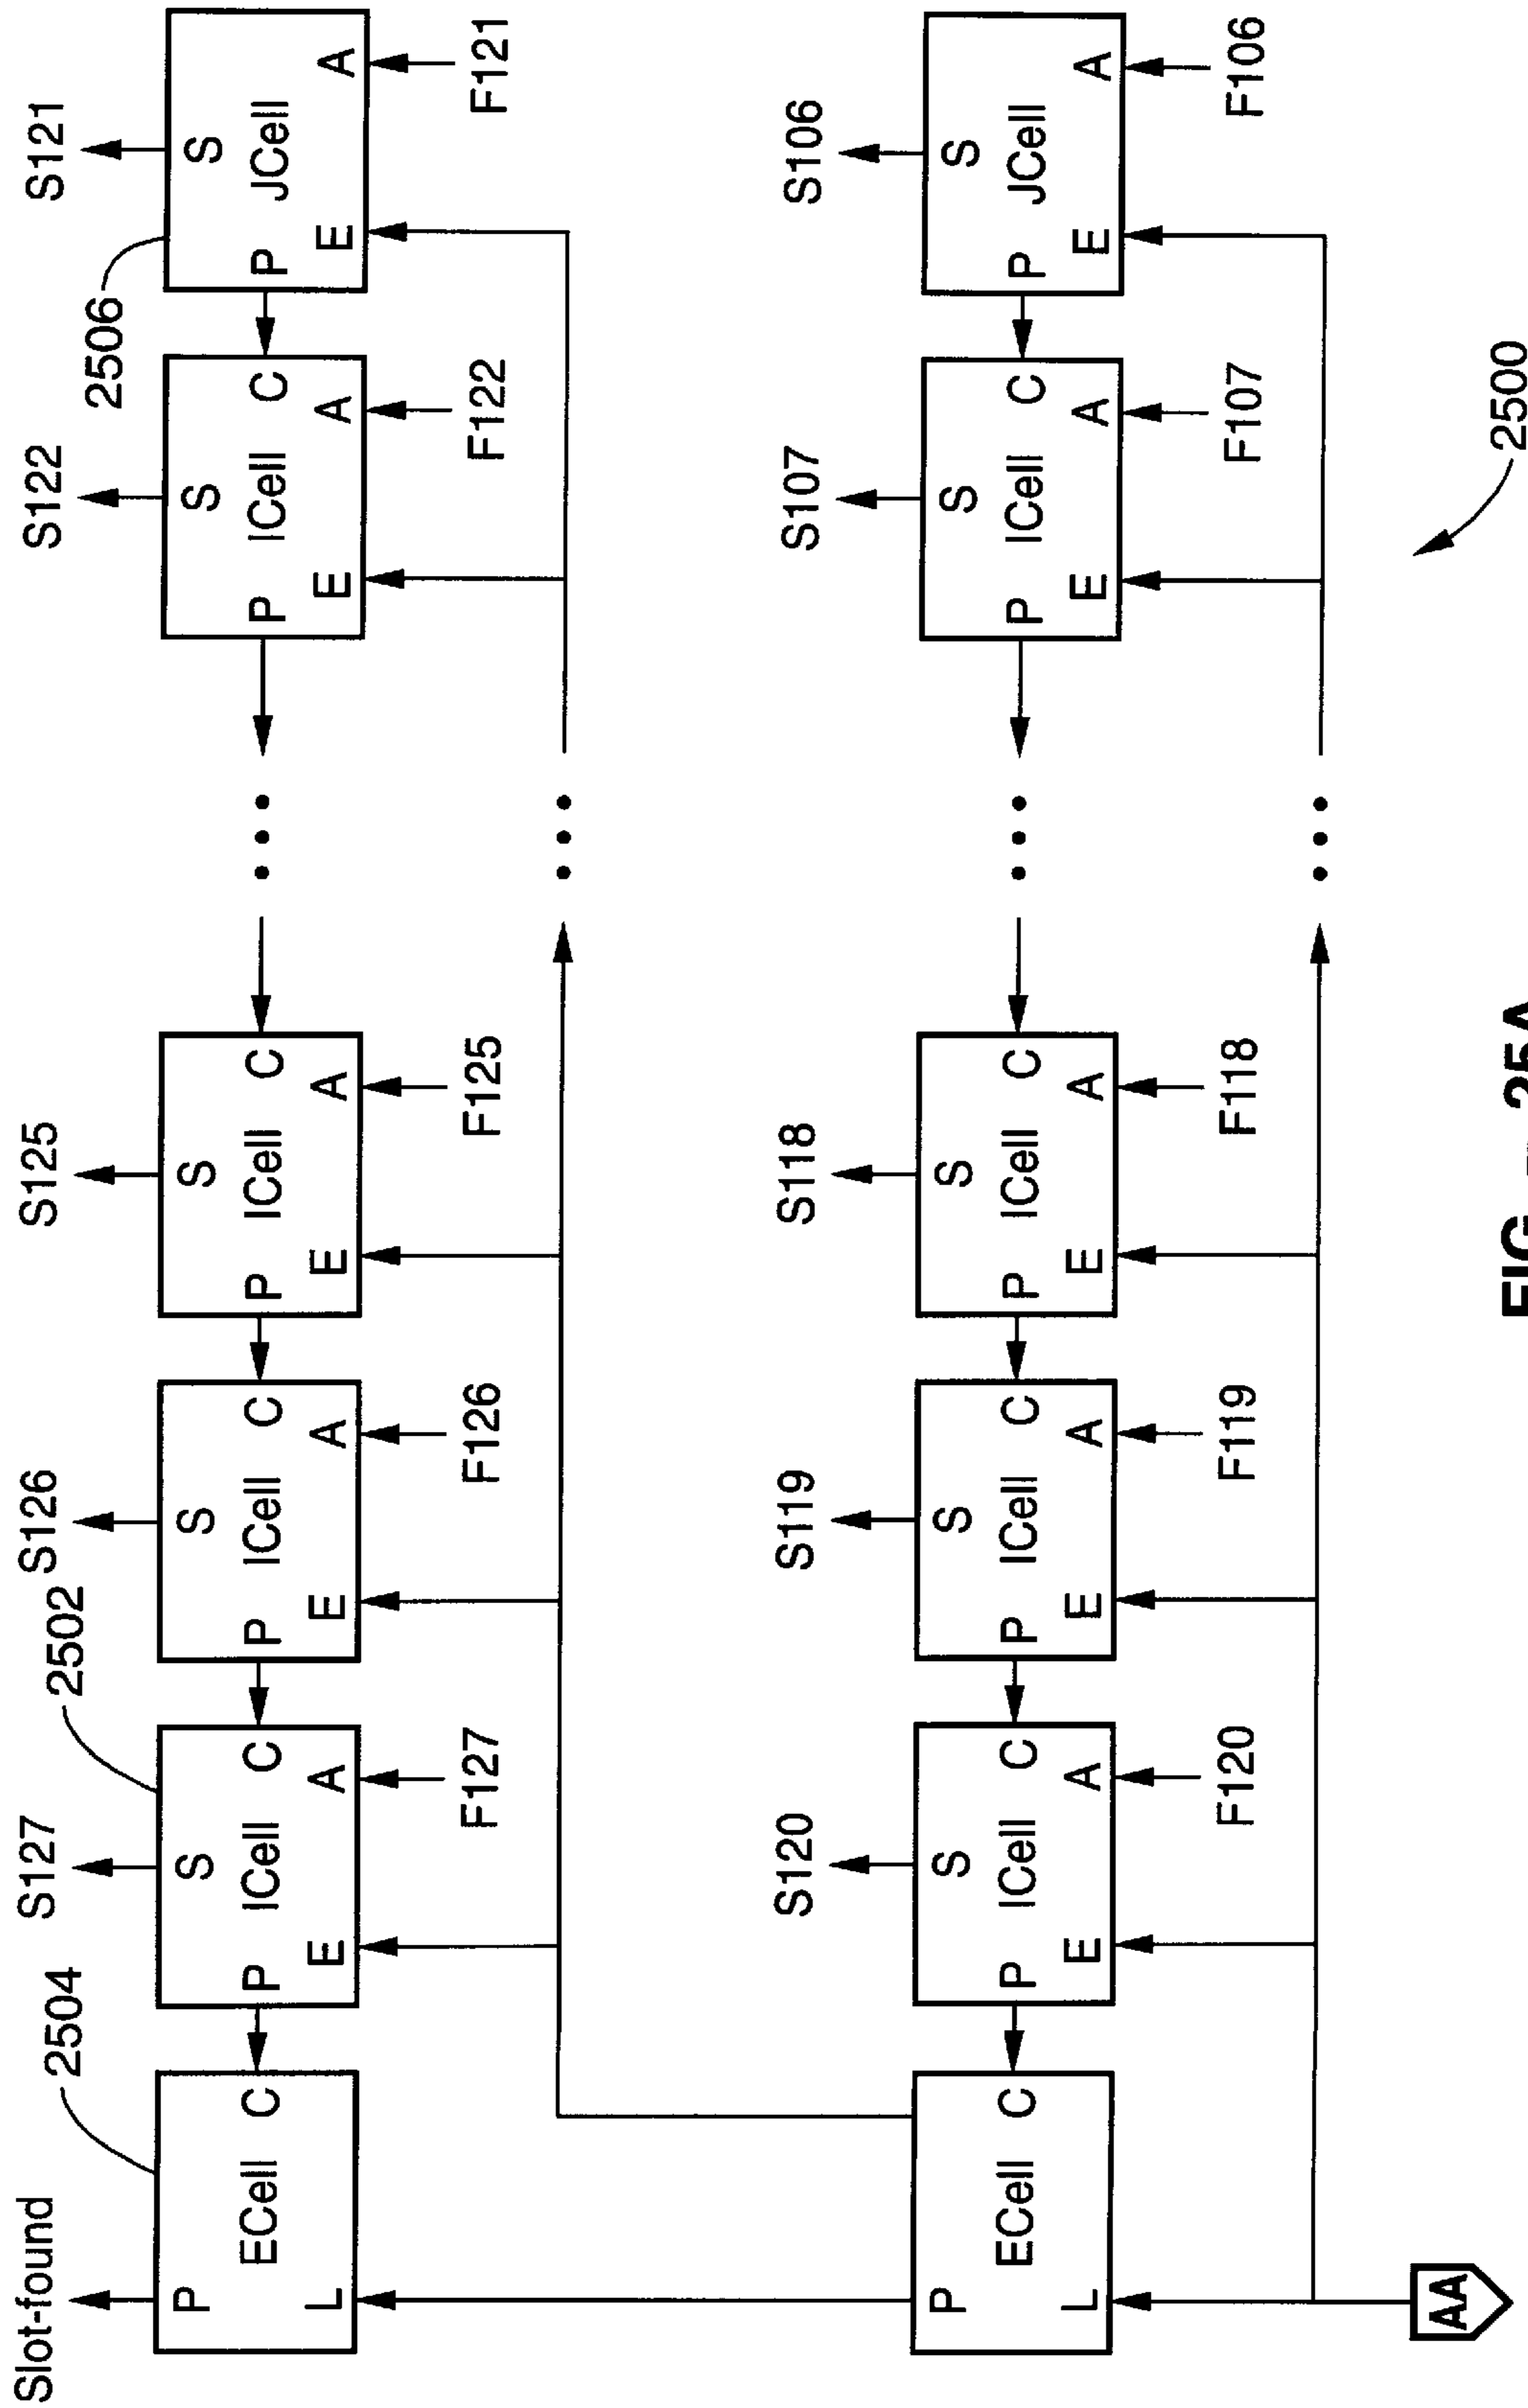 Slot-found
2504
S127
2502
S126
S125
S122
2506
S121
P
ECell
C
L
S
P
ICell
C
E
A
F127
S
P
ICell
C
E
A
F126
S
P
ICell
C
E
A
F125
S
P
ICell
C
E
A
F122
S
P
JCell
E
A
F121
S120
S119
S118
S107
S106
P
ECell
C
L
S
P
ICell
C
E
A
F120
S
P
ICell
C
E
A
F119
S
P
ICell
C
E
A
F118
S
P
ICell
C
E
A
F107
S
P
JCell
E
A
F106
AA
2500
FIG._25A